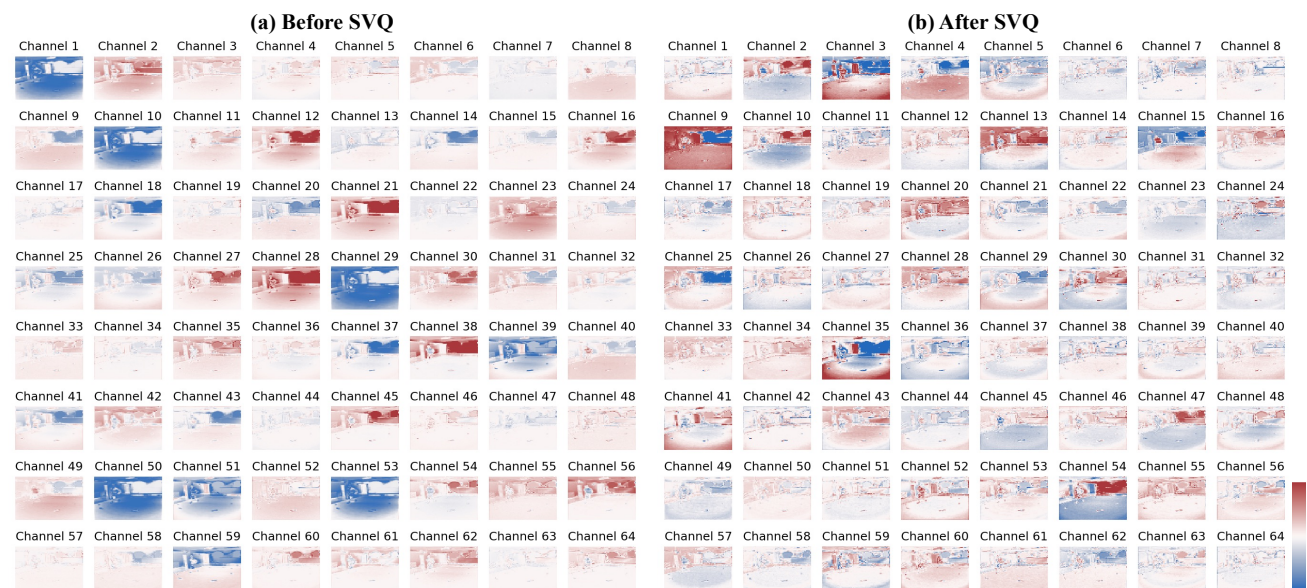 (a) Before SVQ (b) After SVQ
Channel 1 Channel 2 Channel 3 Channel 4 Channel 5 Channel 6 Channel 7 Channel 8 Channel 1 Channel 2 Channel 3 Channel 4 Channel 5 Channel 6 Channel 7 Channel 8
Channel 9 Channel 10 Channel 11 Channel 12 Channel 13 Channel 14 Channel 15 Channel 16 Channel 9 Channel 10 Channel 11 Channel 12 Channel 13 Channel 14 Channel 15 Channel 16
Channel 17 Channel 18 Channel 19 Channel 20 Channel 21 Channel 22 Channel 23 Channel 24 Channel 17 Channel 18 Channel 19 Channel 20 Channel 21 Channel 22 Channel 23 Channel 24
Channel 25 Channel 26 Channel 27 Channel 28 Channel 29 Channel 30 Channel 31 Channel 32 Channel 25 Channel 26 Channel 27 Channel 28 Channel 29 Channel 30 Channel 31 Channel 32
Channel 33 Channel 34 Channel 35 Channel 36 Channel 37 Channel 38 Channel 39 Channel 40 Channel 33 Channel 34 Channel 35 Channel 36 Channel 37 Channel 38 Channel 39 Channel 40
Channel 41 Channel 42 Channel 43 Channel 44 Channel 45 Channel 46 Channel 47 Channel 48 Channel 41 Channel 42 Channel 43 Channel 44 Channel 45 Channel 46 Channel 47 Channel 48
Channel 49 Channel 50 Channel 51 Channel 52 Channel 53 Channel 54 Channel 55 Channel 56 Channel 49 Channel 50 Channel 51 Channel 52 Channel 53 Channel 54 Channel 55 Channel 56
Channel 57 Channel 58 Channel 59 Channel 60 Channel 61 Channel 62 Channel 63 Channel 64 Channel 57 Channel 58 Channel 59 Channel 60 Channel 61 Channel 62 Channel 63 Channel 64